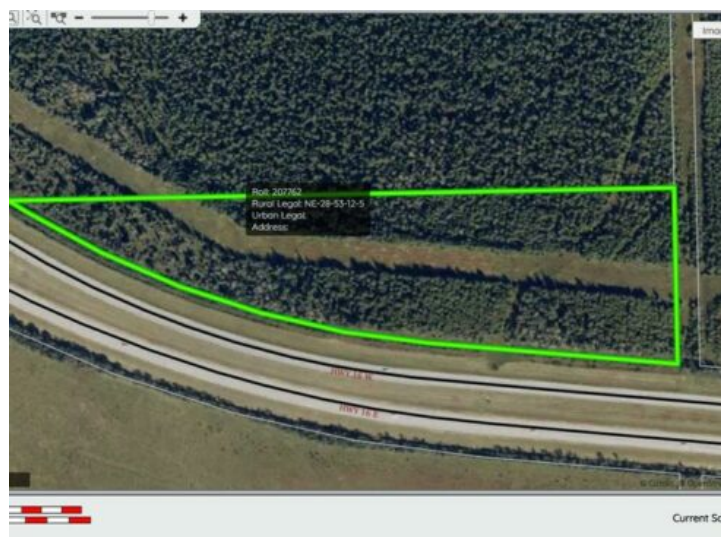 Roll: 207762
Rural Legal: NE-28-53-12-5
Urban Legal:
Address:
HWY 16 W
HWY 16 E
Current Sc